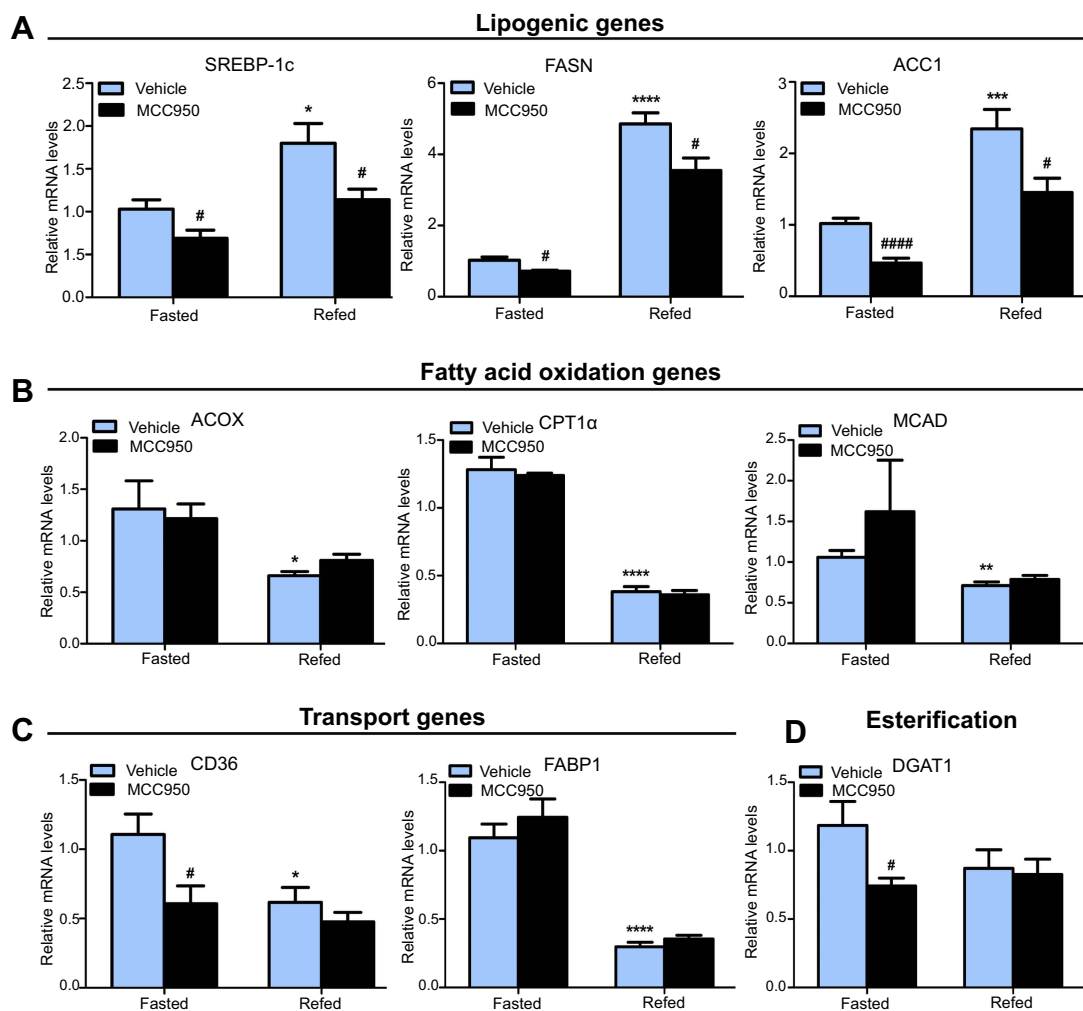 A
Lipogenic genes
SREBP-1c
Vehicle
MCC950
Relative mRNA levels
2.5
2.0
1.5
1.0
1.5
0.0
*
#
#
Fasted
Refed
FASN
Vehicle
MCC950
Relative mRNA levels
6
4
2
0
****
#
#
Fasted
Refed
ACC1
Vehicle
MCC950
Relative mRNA levels
3
2
1
0
***
#
####
Fasted
Refed
B
Fatty acid oxidation genes
ACOX
Vehicle
MCC950
Relative mRNA levels
2.0
1.5
1.0
0.5
0.0
*
Fasted
Refed
CPT1α
Vehicle
MCC950
Relative mRNA levels
1.5
1.0
0.5
0.0
****
Fasted
Refed
MCAD
Vehicle
MCC950
Relative mRNA levels
2.5
2.0
1.5
1.0
0.5
0.0
**
Fasted
Refed
C
Transport genes
CD36
Vehicle
MCC950
Relative mRNA levels
1.5
1.0
0.5
0.0
#
*
Fasted
Refed
FABP1
Vehicle
MCC950
Relative mRNA levels
1.5
1.0
0.5
0.0
****
Fasted
Refed
D
Esterification
DGAT1
Vehicle
MCC950
Relative mRNA levels
1.5
1.0
0.5
0.0
#
Fasted
Refed